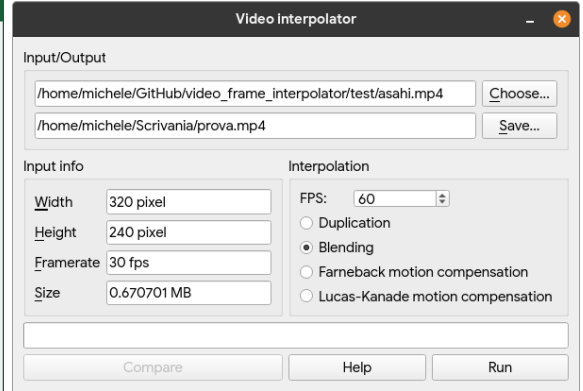 Video interpolator
Input/Output
/home/michele/GitHub/video_frame_interpolator/test/asahi.mp4 Choose...
/home/michele/Scrivania/prova.mp4 Save...
Input info Interpolation
Width 320 pixel FPS: 60
Duplication
Height 240 pixel
Blending
Framerate 30 fps
Farneback motion compensation
Size 0.670701 MB
Lucas-Kanade motion compensation
Compare Help Run